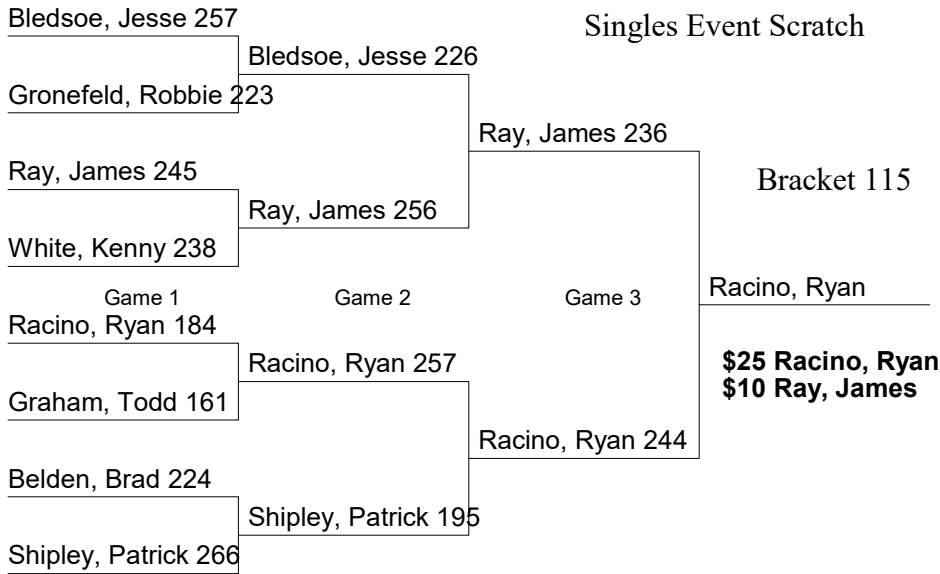 Bledsoe, Jesse 257
Singles Event Scratch
Bledsoe, Jesse 226
Gronefeld, Robbie 223
Ray, James 236
Ray, James 245
Bracket 115
Ray, James 256
White, Kenny 238
Game 1
Game 2
Game 3
Racino, Ryan
Racino, Ryan 184
Racino, Ryan 257
$25 Racino, Ryan
$10 Ray, James
Graham, Todd 161
Racino, Ryan 244
Belden, Brad 224
Shipley, Patrick 195
Shipley, Patrick 266